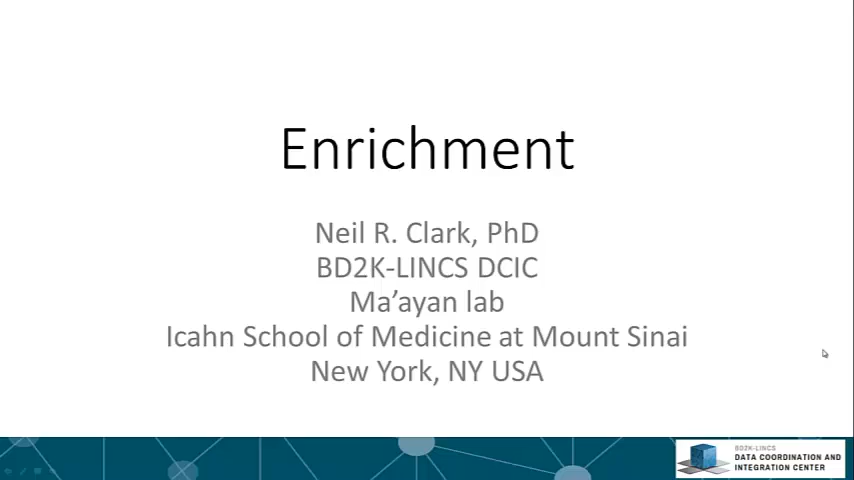 Enrichment
Neil R. Clark, PhD
BD2K-LINCS DCIC
Ma’ayan lab
Icahn School of Medicine at Mount Sinai
New York, NY USA
BD2K-LINCS
DATA COORDINATION AND
INTEGRATION CENTER